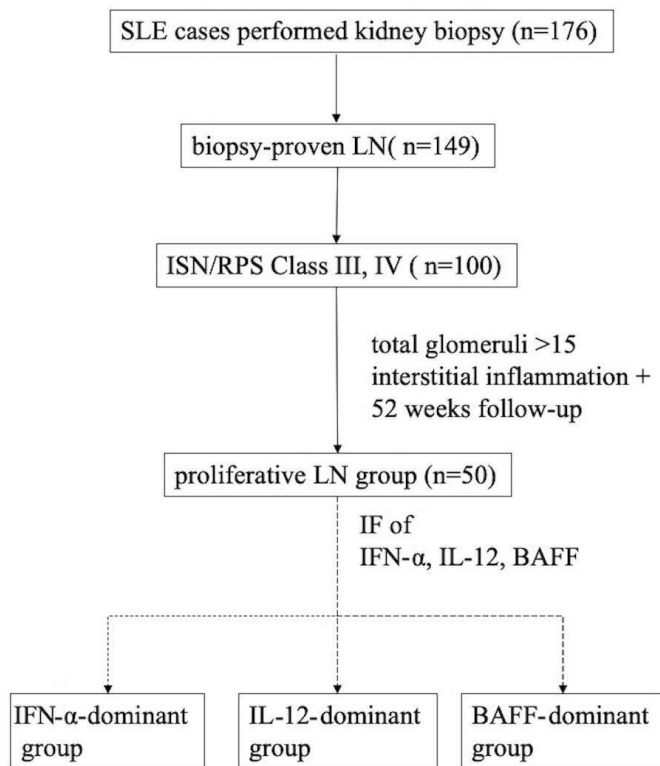 SLE cases performed kidney biopsy (n=176)
biopsy-proven LN( n=149)
ISN/RPS Class III, IV ( n=100)
total glomeruli >15
interstitial inflammation +
52 weeks follow-up
proliferative LN group (n=50)
IF of
IFN-α, IL-12, BAFF
IFN-α-dominant
group
IL-12-dominant
group
BAFF-dominant
group